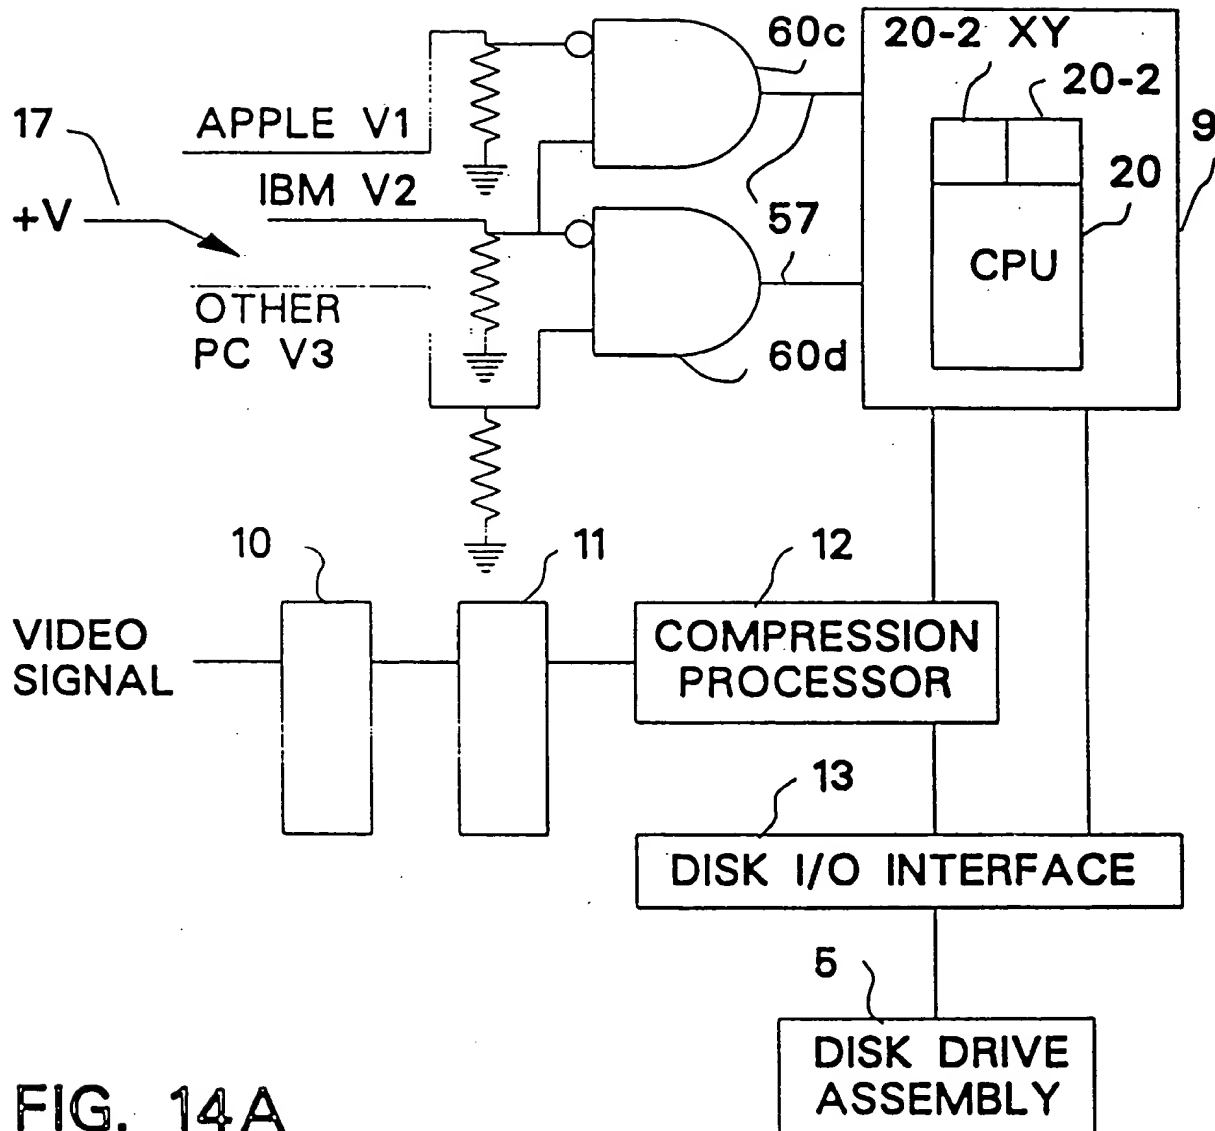 60c
20-2 XY
20-2
17
APPLE V1
9
IBM V2
20
+V
57
CPU
OTHER
PC V3
60d
10
11
12
VIDEO
SIGNAL
COMPRESSION
PROCESSOR
13
DISK I/O INTERFACE
5
DISK DRIVE
ASSEMBLY
FIG. 14A